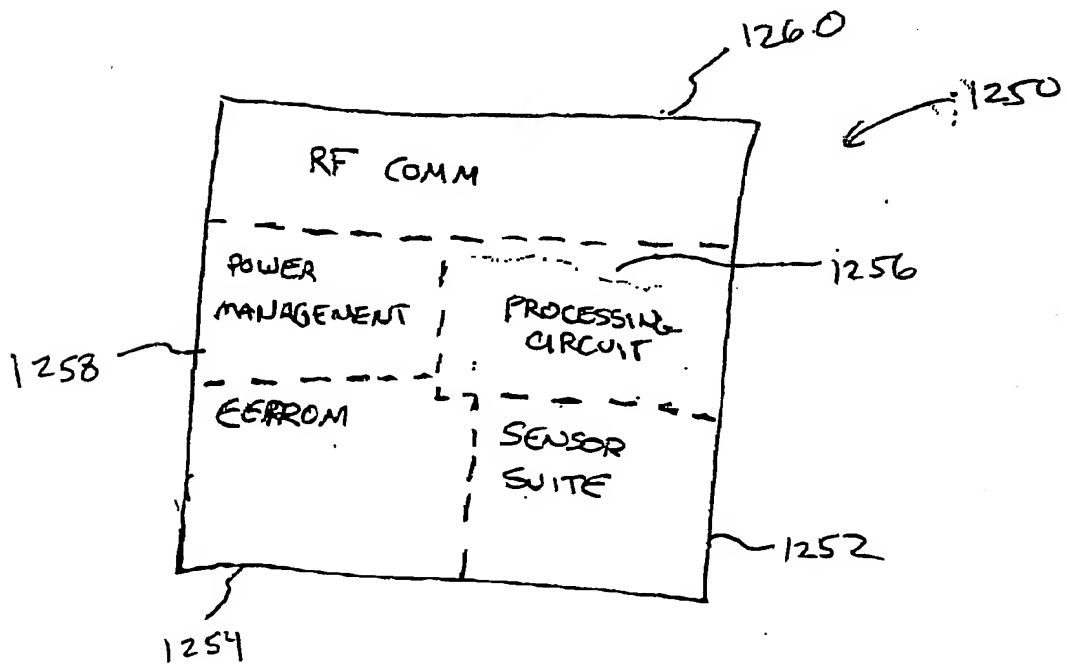 1260
1250
RF COMM
POWER
MANAGEMENT
1256
PROCESSING
CIRCUIT
1258
EEPROM
SENSOR
SUITE
1252
1254